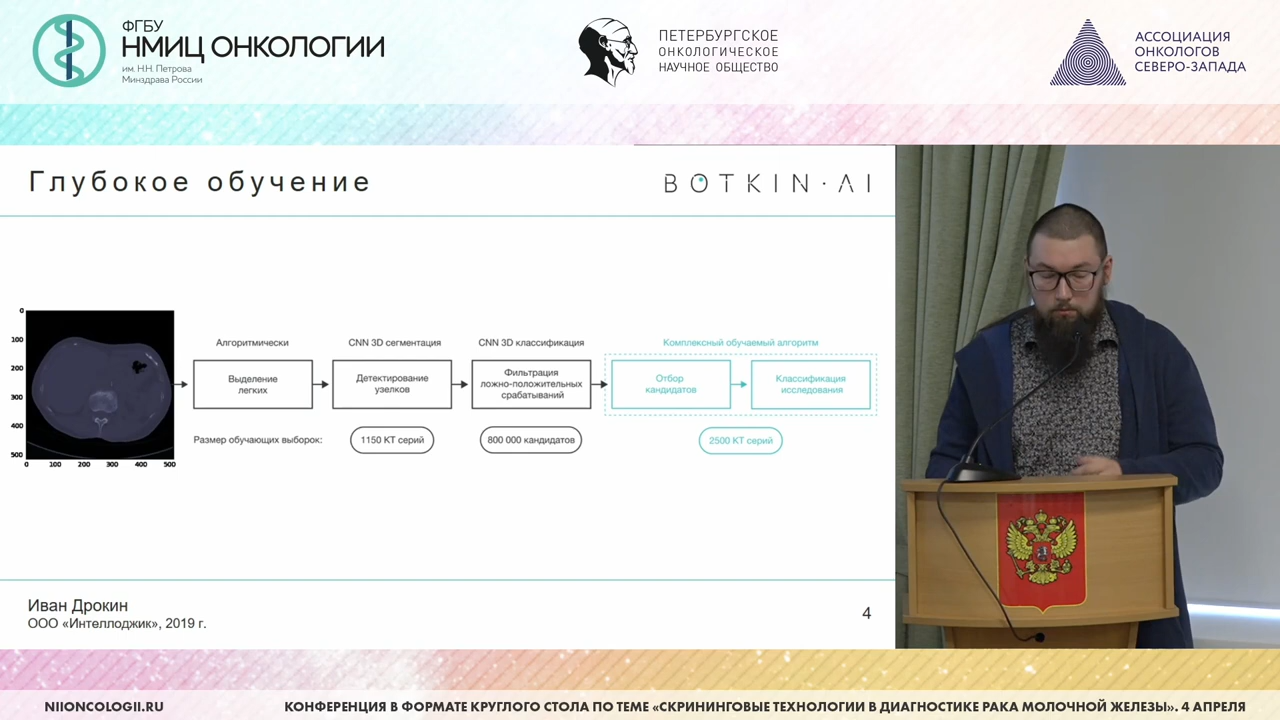 ФГБУ
НМИЦ ОНКОЛОГИИ
им. Н.Н. Петрова
Минздрава России
ПЕТЕРБУРГСКОЕ
ОНКОЛОГИЧЕСКОЕ
НАУЧНОЕ ОБЩЕСТВО
АССОЦИАЦИЯ
ОНКОЛОГОВ
СЕВЕРО-ЗАПАДА
Глубокое обучение
BOTKIN·AI
0
100
200
300
400
500
0 100 200 300 400 500
Алгоритмически
Выделение
легких
CNN 3D сегментация
Детектирование
узелков
CNN 3D классификация
Фильтрация
ложно-положительных
срабатываний
Комплексный обучаемый алгоритм
Отбор
кандидатов
Классификация
исследования
Размер обучающих выборок:
1150 КТ серий
800 000 кандидатов
2500 КТ серий
Иван Дрокин
ООО «Интеллоджик», 2019 г.
4
NIIONCOLOGII.RU
КОНФЕРЕНЦИЯ В ФОРМАТЕ КРУГЛОГО СТОЛА ПО ТЕМЕ «СКРИНИНГОВЫЕ ТЕХНОЛОГИИ В ДИАГНОСТИКЕ РАКА МОЛОЧНОЙ ЖЕЛЕЗЫ». 4 АПРЕЛЯ